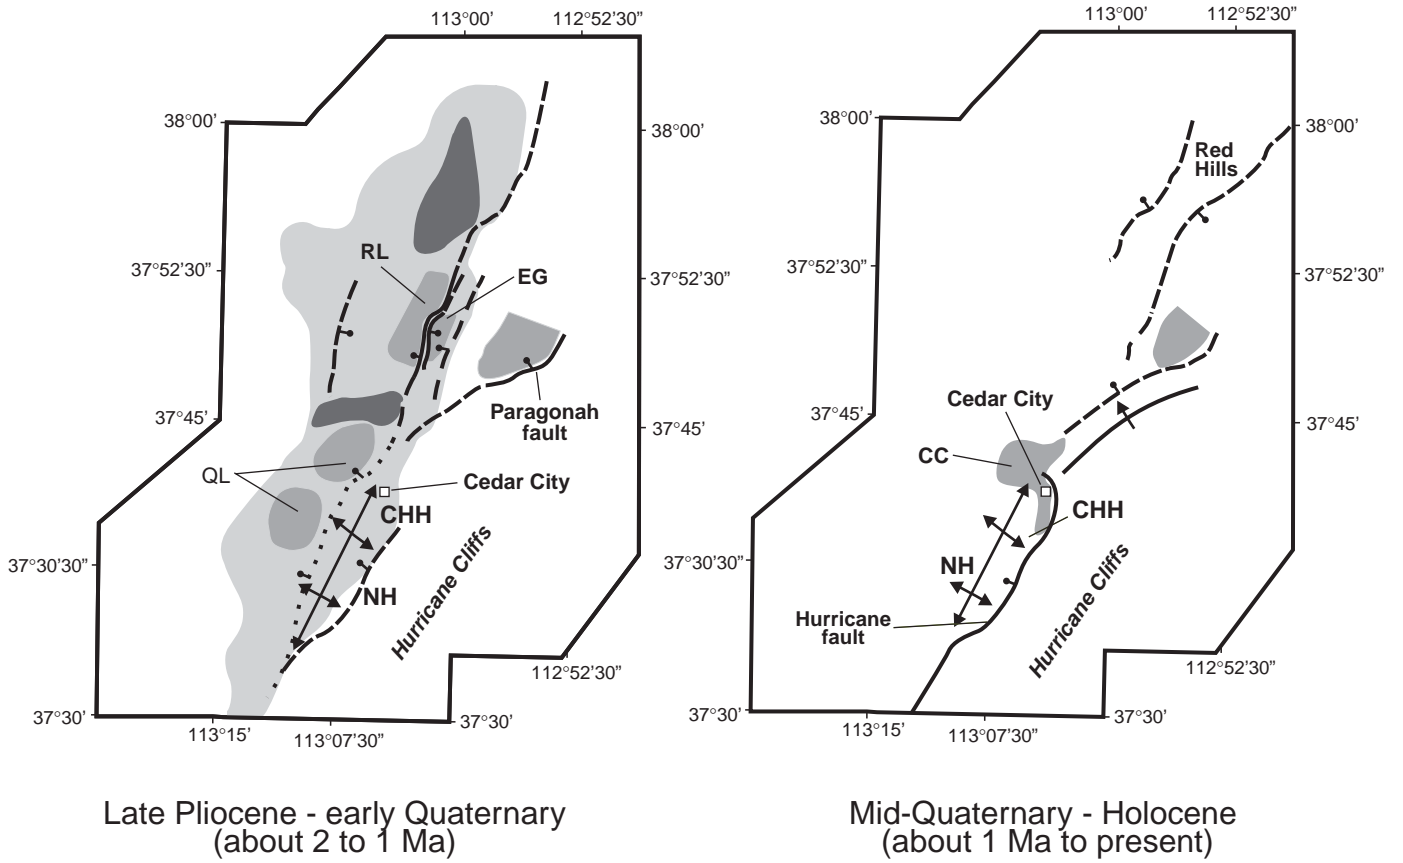 113°00’
112°52’30”
38°00’
38°00’
RL
EG
37°52’30”
37°52’30”
Paragonah
fault
37°45’
37°45’
QL
Cedar City
CHH
37°30’30”
NH
Hurricane Cliffs
112°52’30”
37°30’
37°30’
113°15’
113°07’30”
Late Pliocene - early Quaternary
(about 2 to 1 Ma)
113°00’
112°52’30”
38°00’
38°00’
Red
Hills
37°52’30”
37°52’30”
Cedar City
37°45’
37°45’
CC
CHH
37°30’30”
NH
Hurricane
fault
Hurricane Cliffs
112°52’30”
37°30’
37°30’
113°15’
113°07’30”
Mid-Quaternary - Holocene
(about 1 Ma to present)